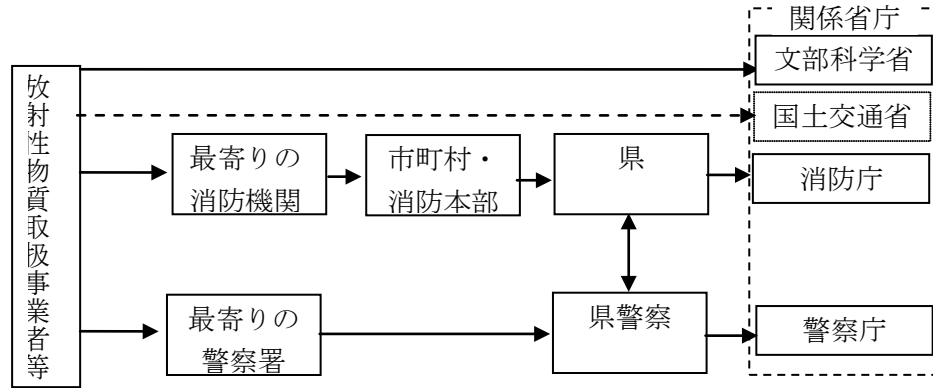 関係省庁
文部科学省
放射性物質取扱事業者等
国土交通省
最寄りの
消防機関
市町村・
消防本部
県
消防庁
最寄りの
警察署
県警察
警察庁